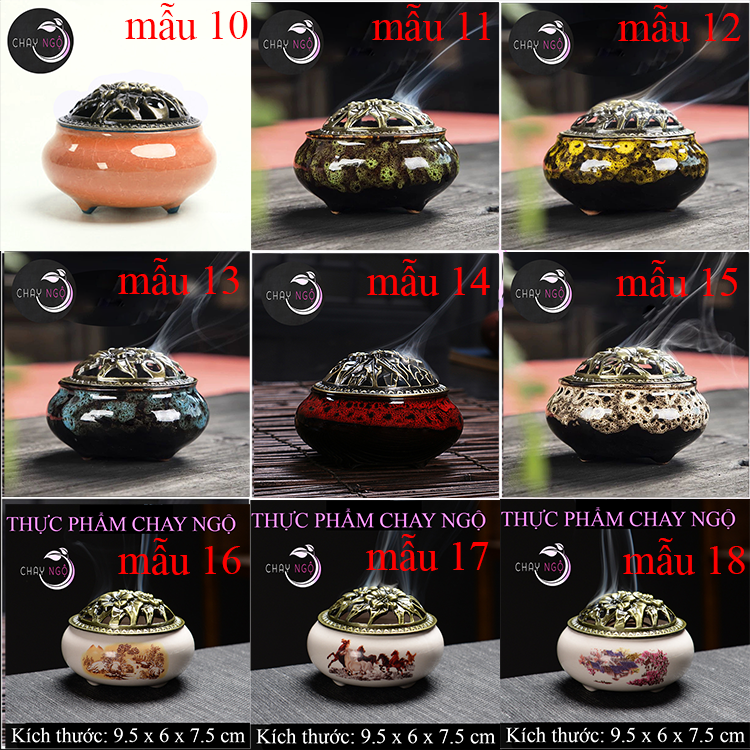 CHAY NGỘ
mẫu 10
CHAY NGỘ
mẫu 11
CHAY NGỘ
mẫu 12
CHAY NGỘ
mẫu 13
CHAY NGỘ
mẫu 14
CHAY NGỘ
mẫu 15
THỰC PHẨM CHAY NGỘ
CHAY NGỘ
mẫu 16
Kích thước: 9.5 x 6 x 7.5 cm
THỰC PHẨM CHAY NGỘ
CHAY NGỘ
mẫu 17
Kích thước: 9.5 x 6 x 7.5 cm
THỰC PHẨM CHAY NGỘ
CHAY NGỘ
mẫu 18
Kích thước: 9.5 x 6 x 7.5 cm